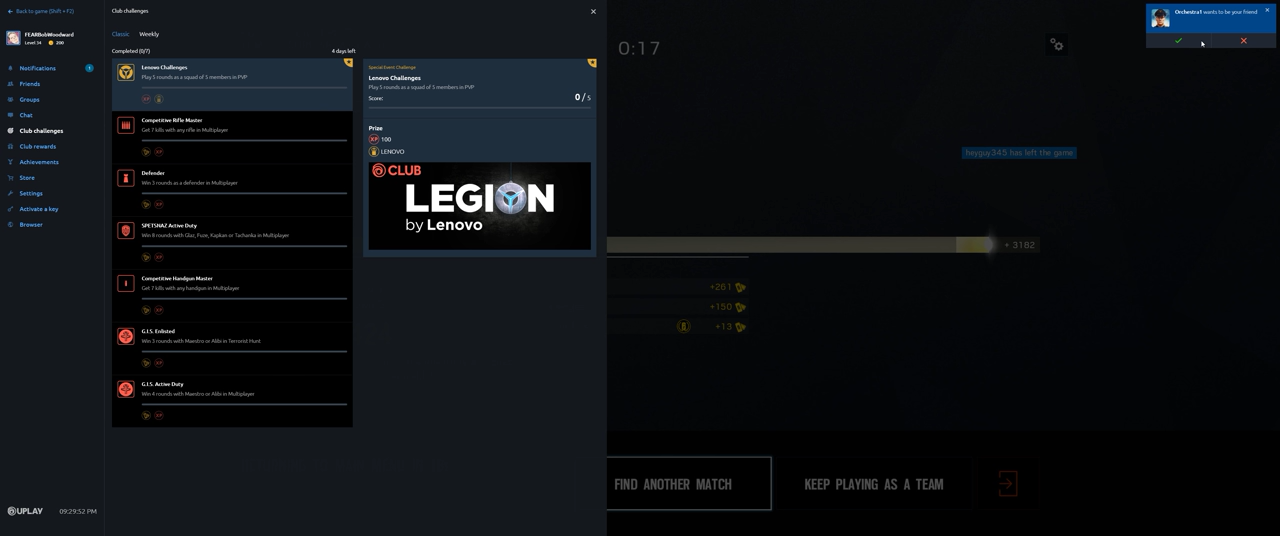 Back to game (Shift + F2)
FEARBobWoodward
Level 34 200
Notifications 1
Friends
Groups
Chat
Club challenges
Club rewards
Achievements
Store
Settings
Activate a key
Browser
UPLAY 09:29:52 PM
Club challenges
Classic Weekly
Completed (0/7) 4 days left
Lenovo Challenges
Play 5 rounds as a squad of 5 members in PVP
XP
Competitive Rifle Master
Get 7 kills with any rifle in Multiplayer
XP
Defender
Win 3 rounds as a defender in Multiplayer
XP
SPETSNAZ Active Duty
Win 8 rounds with Glaz, Fuze, Kapkan or Tachanka in Multiplayer
XP
Competitive Handgun Master
Get 7 kills with any handgun in Multiplayer
XP
G.I.S. Enlisted
Win 3 rounds with Maestro or Alibi in Terrorist Hunt.
XP
G.I.S. Active Duty
Win 4 rounds with Maestro or Alibi in Multiplayer
XP
Special Event Challenge
Lenovo Challenges
Play 5 rounds as a squad of 5 members in PVP
Score: 0 / 5
Prize
XP 100
LENOVO
CLUB
LEGION
by Lenovo
0:17
Orchestra1 wants to be your friend
heyguy345 has left the game
+ 3182
+261
+150
+13
FIND ANOTHER MATCH
KEEP PLAYING AS A TEAM